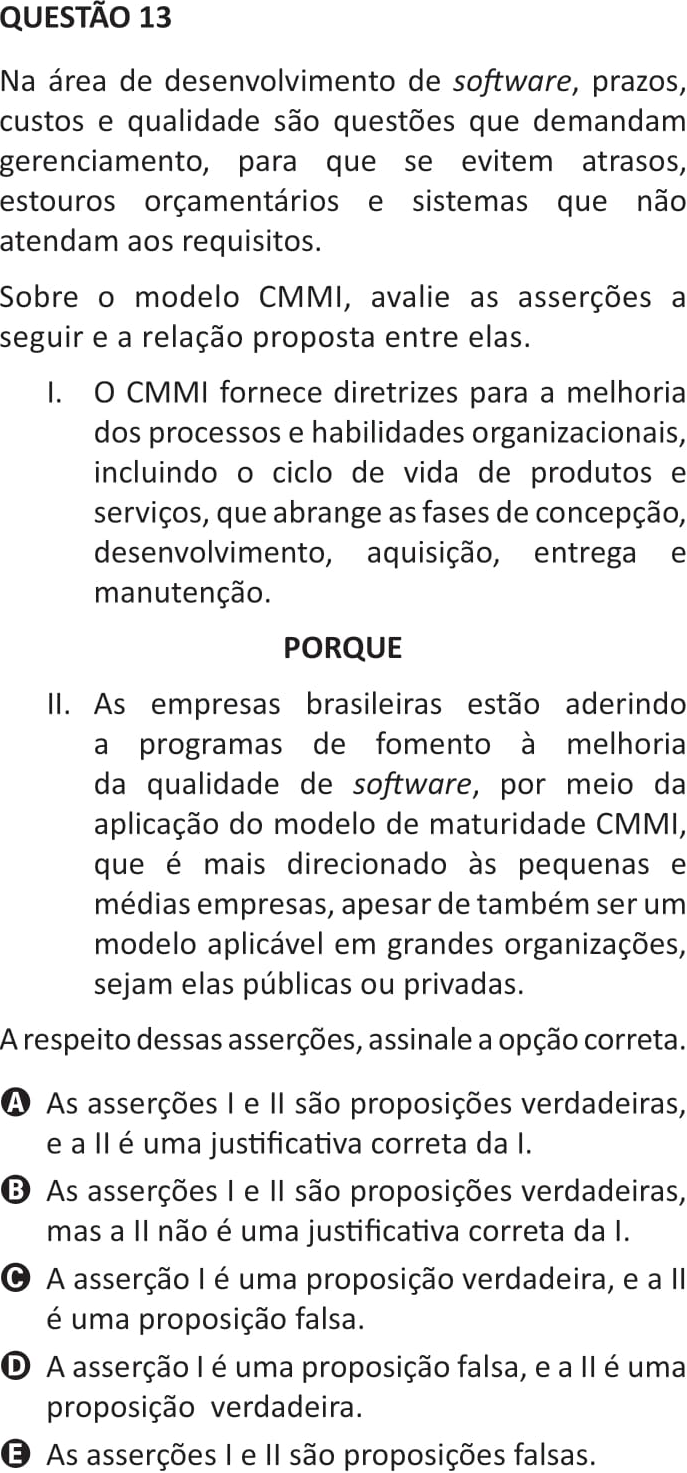 QUESTÃO 13
Na área de desenvolvimento de software, prazos,
custos e qualidade são questões que demandam
gerenciamento, para que se evitem atrasos,
estouros orçamentários e sistemas que não
atendam aos requisitos.
Sobre o modelo CMMI, avalie as asserções a
seguir e a relação proposta entre elas.
I. O CMMI fornece diretrizes para a melhoria
dos processos e habilidades organizacionais,
incluindo o ciclo de vida de produtos e
serviços, que abrange as fases de concepção,
desenvolvimento, aquisição, entrega e
manutenção.
PORQUE
II. As empresas brasileiras estão aderindo
a programas de fomento à melhoria
da qualidade de software, por meio da
aplicação do modelo de maturidade CMMI,
que é mais direcionado às pequenas e
médias empresas, apesar de também ser um
modelo aplicável em grandes organizações,
sejam elas públicas ou privadas.
A respeito dessas asserções, assinale a opção correta.
A As asserções I e II são proposições verdadeiras,
e a II é uma justificativa correta da I.
B As asserções I e II são proposições verdadeiras,
mas a II não é uma justificativa correta da I.
C A asserção I é uma proposição verdadeira, e a II
é uma proposição falsa.
D A asserção I é uma proposição falsa, e a II é uma
proposição verdadeira.
E As asserções I e II são proposições falsas.